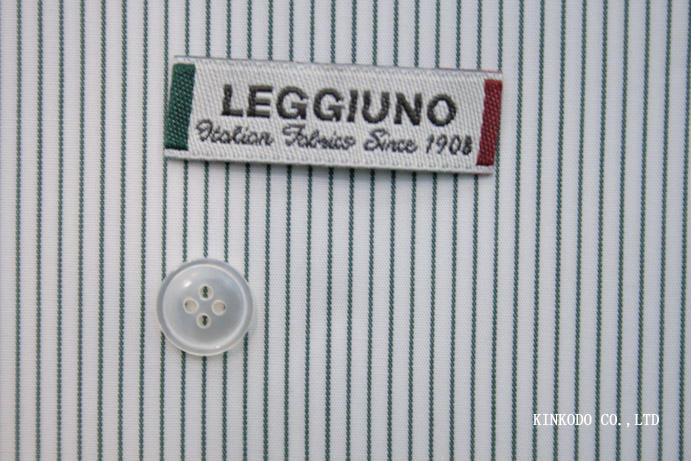 LEGGIUNO
Italian Fabrics Since 1908
KINKODO CO.,LTD